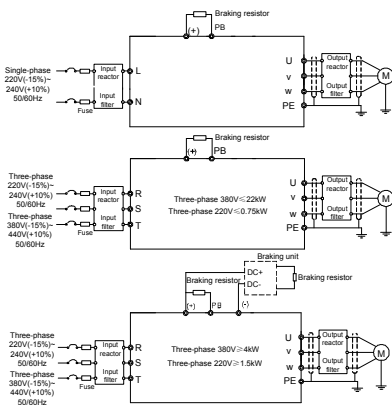 Braking resistor
(+) PB
Single-phase
220V(-15%)~
240V(+10%)
50/60Hz
Fuse
Input
reactor
Input
filter
L
N
U
V
W
PE
Output
reactor
Output
filter
M
Braking resistor
(+) PB
Three-phase
220V(-15%)~
240V(+10%)
50/60Hz
Three-phase
380V(-15%)~
440V(+10%)
50/60Hz
Fuse
Input
reactor
Input
filter
R
S
T
Three-phase 380V≤22kW
Three-phase 220V≤0.75kW
U
V
W
PE
Output
reactor
Output
filter
M
Braking unit
DC+
DC-
Braking resistor
Braking resistor
(+) PB (-)
Three-phase
220V(-15%)~
240V(+10%)
50/60Hz
Three-phase
380V(-15%)~
440V(+10%)
50/60Hz
Fuse
Input
reactor
Input
filter
R
S
T
Three-phase 380V≥4kW
Three-phase 220V≥1.5kW
U
V
W
PE
Output
reactor
Output
filter
M